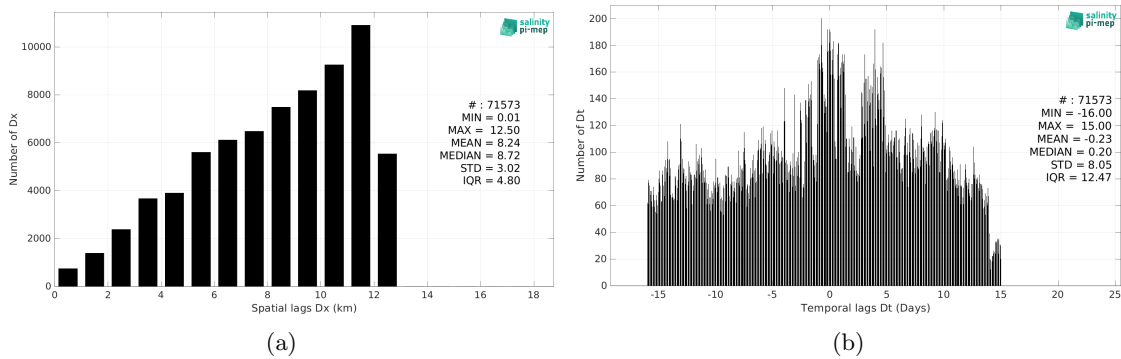 10000
8000
6000
4000
2000
0
Number of Dx
0 2 4 6 8 10 12 14 16 18
Spatial lags Dx (km)
salinity
pi-mep
# : 71573
MIN = 0.01
MAX = 12.50
MEAN = 8.24
MEDIAN = 8.72
STD = 3.02
IQR = 4.80
(a)
200
180
160
140
120
100
80
60
40
20
0
Number of Dt
-15 -10 -5 0 5 10 15 20 25
Temporal lags Dt (Days)
salinity
pi-mep
# : 71573
MIN = -16.00
MAX = 15.00
MEAN = -0.23
MEDIAN = 0.20
STD = 8.05
IQR = 12.47
(b)